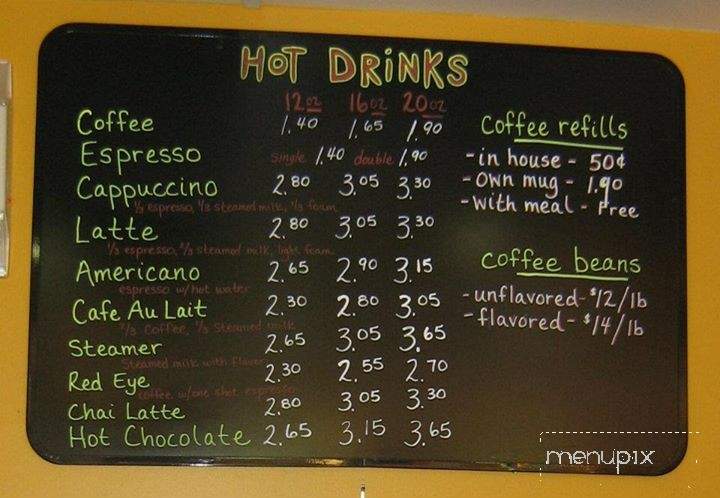 HOT DRINKS
12oz 16oz 20oz
Coffee 1.40 1.65 1.90
Espresso single 1.40 double 1.90
Cappuccino 2.80 3.05 3.30
1/3 espresso, 1/3 steamed milk, 1/3 foam
Latte 2.80 3.05 3.30
1/3 espresso, 2/3 steamed milk, light foam
Americano 2.65 2.90 3.15
espresso w/hot water
Cafe Au Lait 2.30 2.80 3.05
coffee, 1/3 Steamed milk
Steamer 2.65 3.05 3.65
Steamed milk with flavor
Red Eye 2.30 2.55 2.70
coffee w/one shot espresso
Chai Latte 2.80 3.05 3.30
Hot Chocolate 2.65 3.15 3.65
Coffee refills
- in house - 50¢
- own mug - 1.90
- with meal - Free
coffee beans
- unflavored - $12/lb
- flavored - $14/lb
menupix